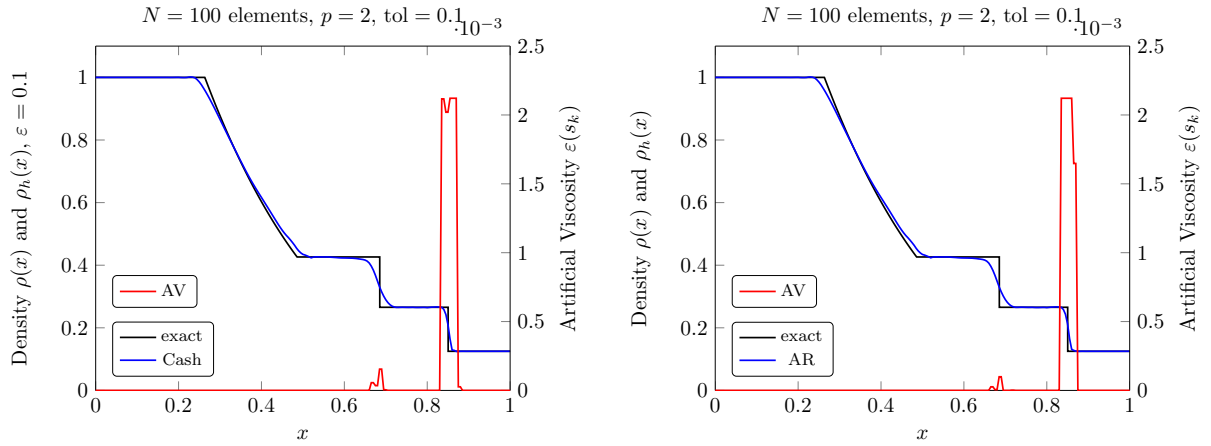 N = 100 elements, p = 2, tol = 0.1
·10⁻³
Density ρ(x) and ρₕ(x), ε = 0.1
1
0.8
0.6
0.4
0.2
0
2.5
2
1.5
1
0.5
0
Artificial Viscosity ε(sₖ)
AV
exact
Cash
0 0.2 0.4 0.6 0.8 1
x
N = 100 elements, p = 2, tol = 0.1
·10⁻³
Density ρ(x) and ρₕ(x)
1
0.8
0.6
0.4
0.2
0
2.5
2
1.5
1
0.5
0
Artificial Viscosity ε(sₖ)
AV
exact
AR
0 0.2 0.4 0.6 0.8 1
x